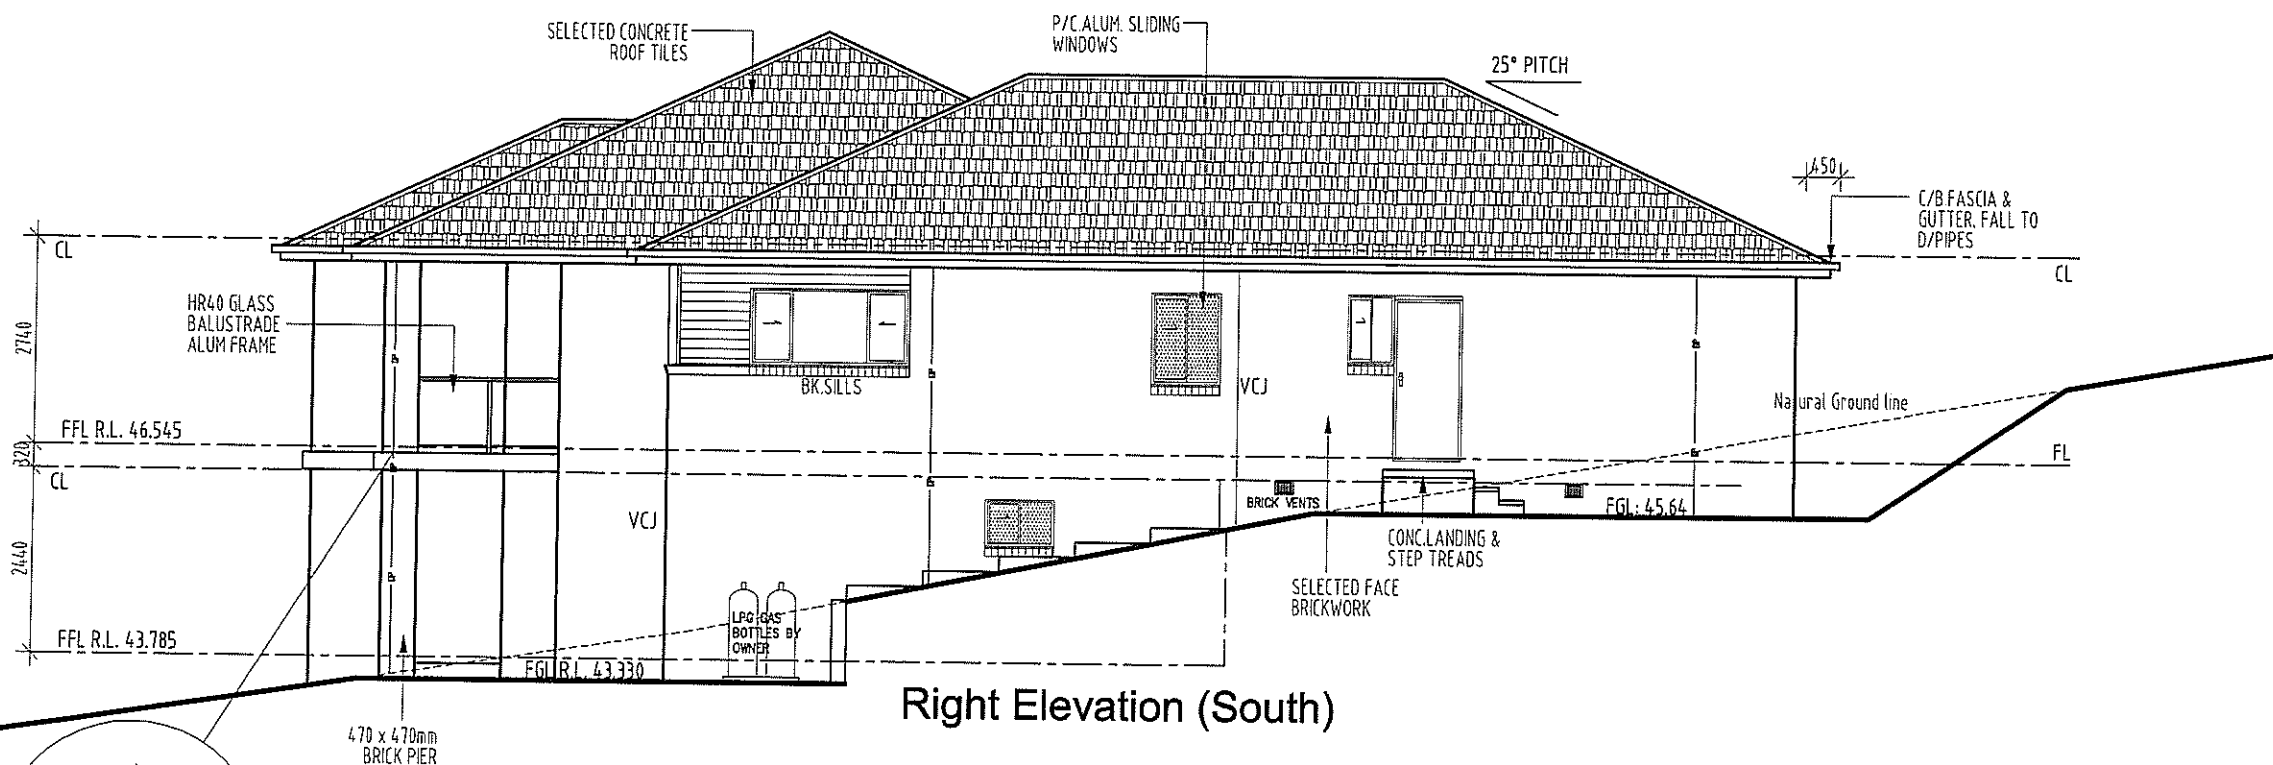 SELECTED CONCRETE
ROOF TILES
P/C.ALUM. SLIDING
WINDOWS
25° PITCH
450
C/B FASCIA &
GUTTER, FALL TO
D/PIPES
CL
CL
HR40 GLASS
BALUSTRADE
ALUM FRAME
2740
BK.SILLS
VCJ
Natural Ground line
FFL R.L. 46.545
320
FL
CL
BRICK VENTS
FGL: 45.64
VCJ
CONC.LANDING &
STEP TREADS
2440
SELECTED FACE
BRICKWORK
LPG GAS
BOTTLES BY
OWNER
FFL R.L. 43.785
FGL R.L. 43.330
Right Elevation (South)
470 x 470mm
BRICK PIER